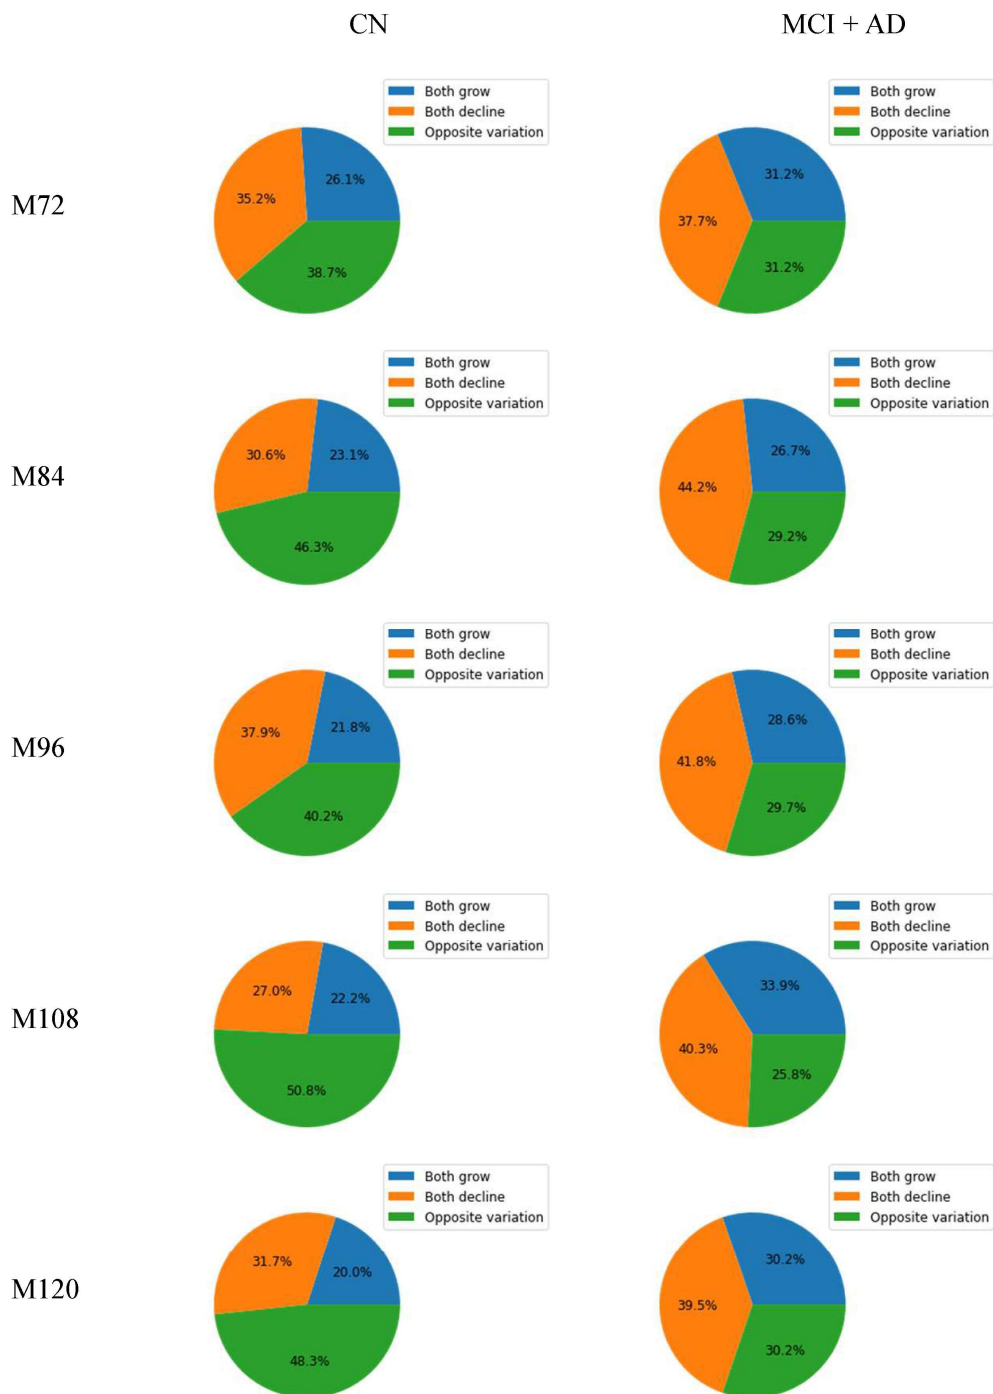 CN
MCI + AD
M72
Both grow
Both decline
Opposite variation
26.1%
35.2%
38.7%
Both grow
Both decline
Opposite variation
31.2%
37.7%
31.2%
M84
Both grow
Both decline
Opposite variation
23.1%
30.6%
46.3%
Both grow
Both decline
Opposite variation
26.7%
44.2%
29.2%
M96
Both grow
Both decline
Opposite variation
21.8%
37.9%
40.2%
Both grow
Both decline
Opposite variation
28.6%
41.8%
29.7%
M108
Both grow
Both decline
Opposite variation
22.2%
27.0%
50.8%
Both grow
Both decline
Opposite variation
33.9%
40.3%
25.8%
M120
Both grow
Both decline
Opposite variation
20.0%
31.7%
48.3%
Both grow
Both decline
Opposite variation
30.2%
39.5%
30.2%